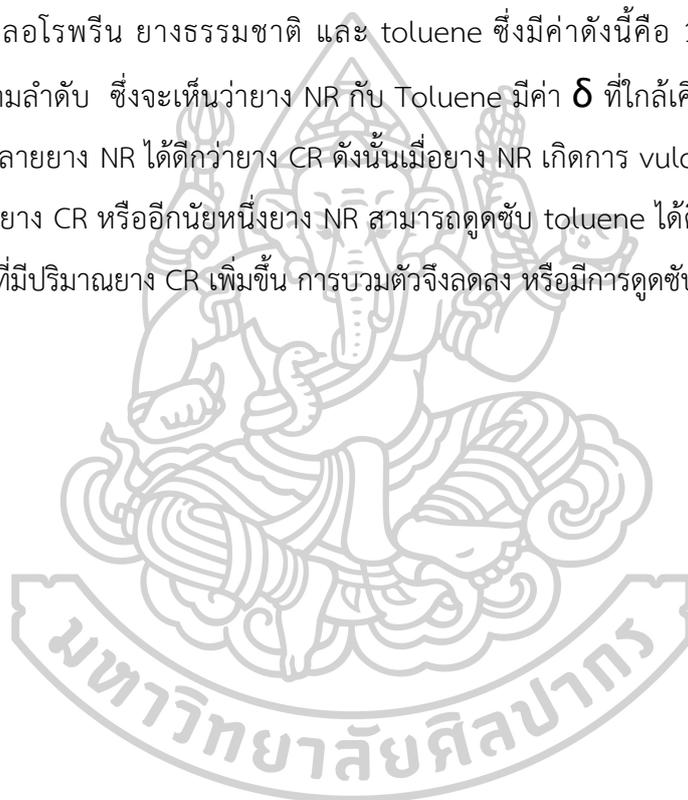 ลอโรพรีน ยางธรรมชาติ และ toluene ซึ่งมีค่าดังนี้คือ
ามลำดับ ซึ่งจะเห็นว่ายาง NR กับ Toluene มีค่า δ ที่ใกล้เคี
ลายยาง NR ได้ดีกว่ายาง CR ดังนั้นเมื่อยาง NR เกิดการ vulc
ยาง CR หรืออีกนัยหนึ่งยาง NR สามารถดูดซับ toluene ได้ดี
ที่มีปริมาณยาง CR เพิ่มขึ้น การบวมตัวจึงลดลง หรือมีการดูดซับ
มหาวิทยาลัยศิลปากร